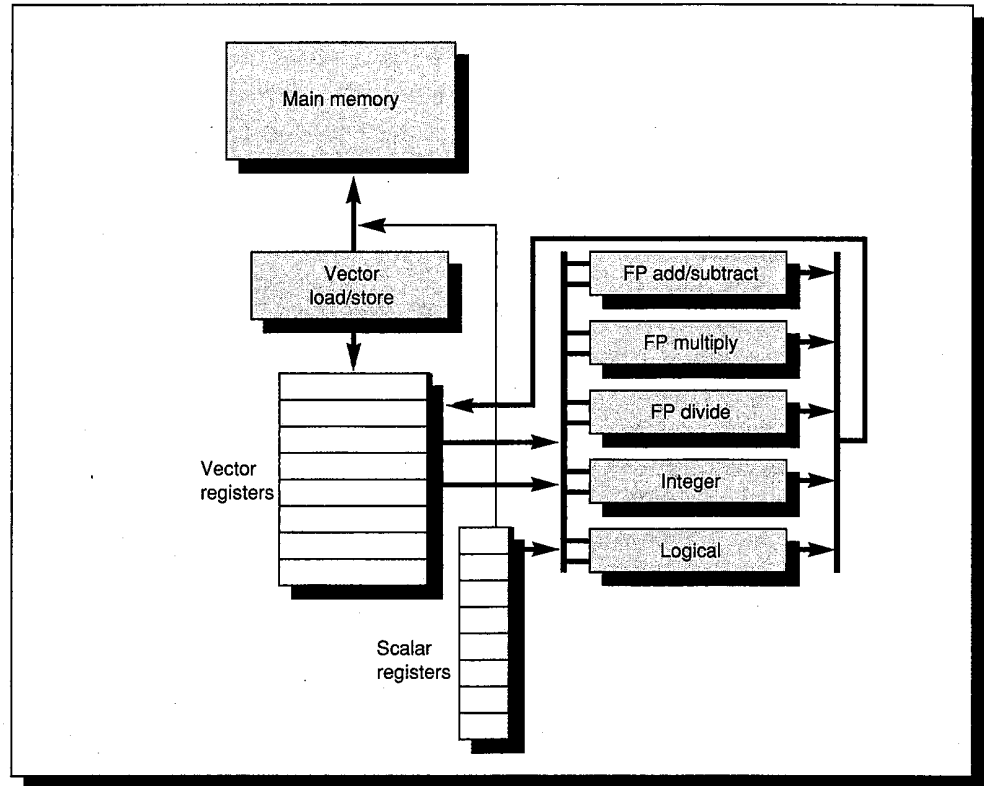 Main memory
Vector
load/store
FP add/subtract
FP multiply
FP divide
Integer
Logical
Vector
registers
Scalar
registers